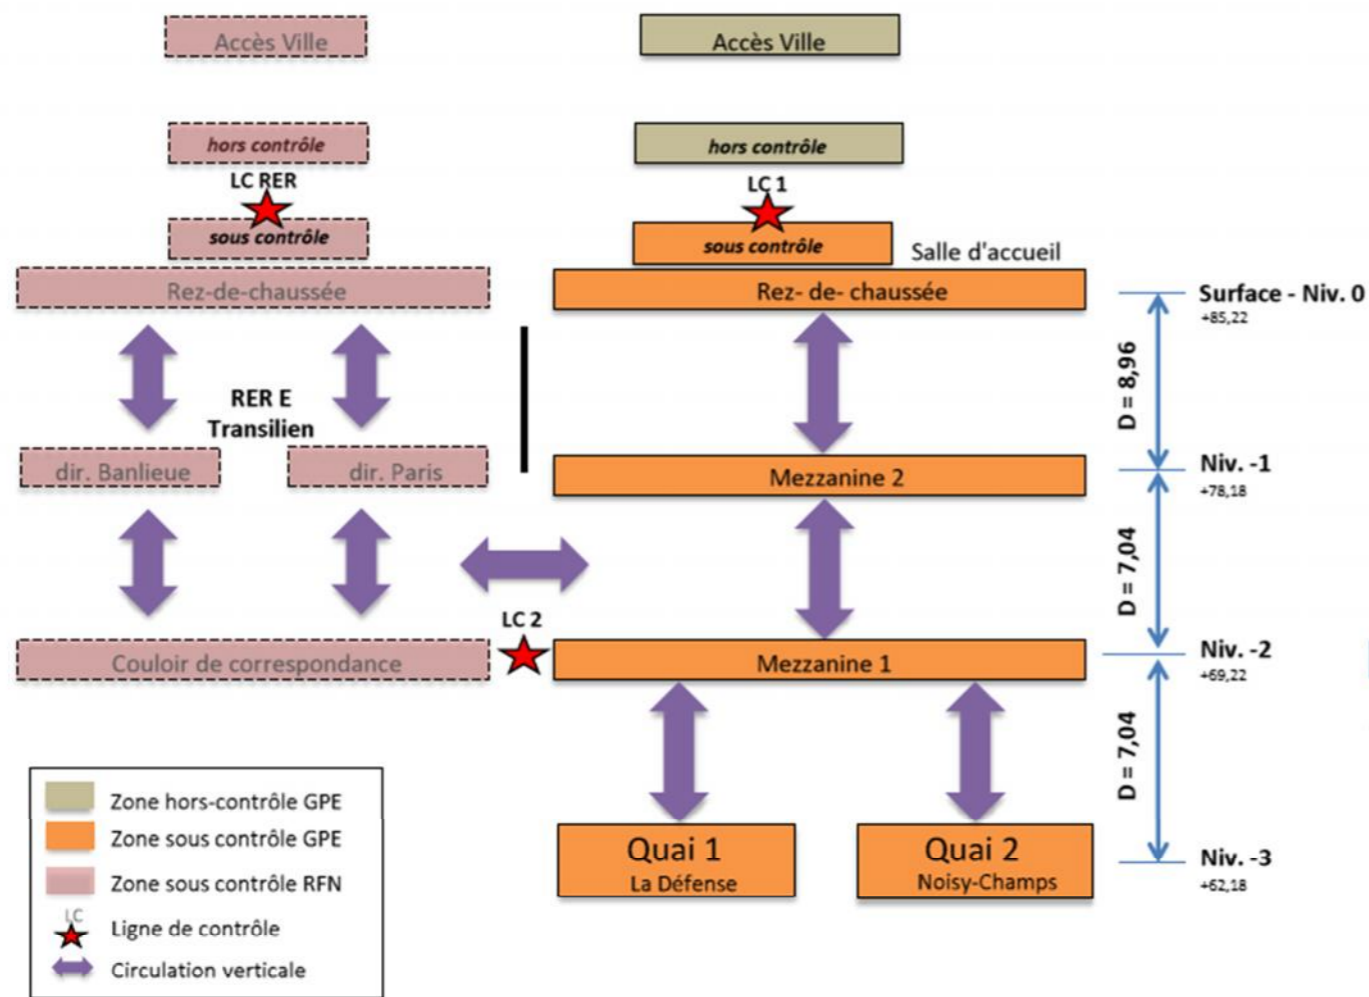 Accès Ville
Accès Ville
hors contrôle
hors contrôle
LC RER
LC 1
sous contrôle
sous contrôle
Salle d'accueil
Rez-de-chaussée
Rez- de- chaussée
Surface - Niv. 0
+85,22
D = 8,96
RER E
Transilien
dir. Banlieue
dir. Paris
Mezzanine 2
Niv. -1
+78,18
D = 7,04
LC 2
Couloir de correspondance
Mezzanine 1
Niv. -2
+69,22
D = 7,04
Quai 1
La Défense
Quai 2
Noisy-Champs
Niv. -3
+62,18
Zone hors-contrôle GPE
Zone sous contrôle GPE
Zone sous contrôle RFN
LC
Ligne de contrôle
Circulation verticale